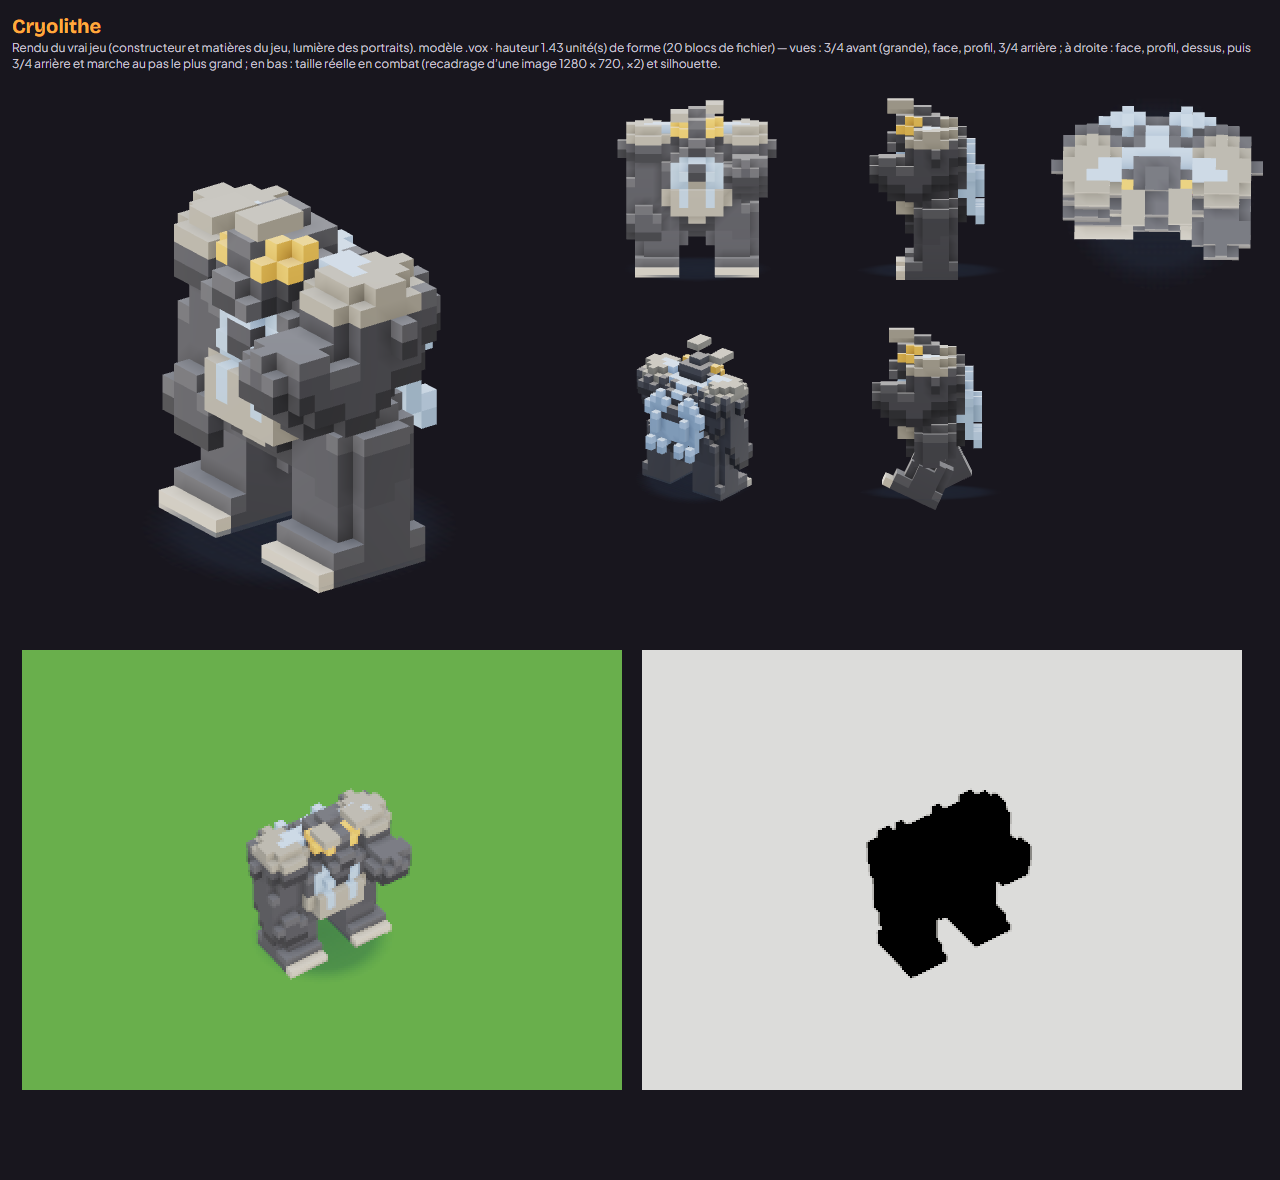 Cryolithe
Rendu du vrai jeu (constructeur et matières du jeu, lumière des portraits). modèle .vox · hauteur 1.43 unité(s) de forme (20 blocs de fichier) — vues : 3/4 avant (grande), face, profil, 3/4 arrière ; à droite : face, profil, dessus, puis
3/4 arrière et marche au pas le plus grand ; en bas : taille réelle en combat (recadrage d'une image 1280 × 720, ×2) et silhouette.